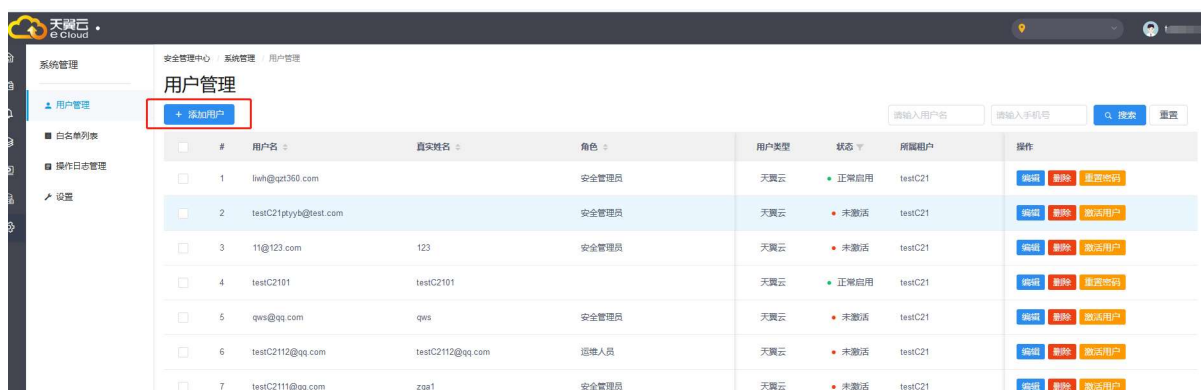 天翼云
e Cloud
系统管理
用户管理
白名单列表
操作日志管理
设置
安全管理中心 / 系统管理 / 用户管理
用户管理
+ 添加用户 请输入用户名 请输入手机号 搜索 重置
# 用户名 真实姓名 角色 用户类型 状态 所属租户 操作
1 liwh@qzt360.com 安全管理员 天翼云 正常启用 testC21 编辑 删除 重置密码
2 testC21ptyyb@test.com 安全管理员 天翼云 未激活 testC21 编辑 删除 激活用户
3 11@123.com 123 安全管理员 天翼云 未激活 testC21 编辑 删除 激活用户
4 testC2101 testC2101 天翼云 正常启用 testC21 编辑 删除 重置密码
5 qws@qq.com qws 安全管理员 天翼云 未激活 testC21 编辑 删除 激活用户
6 testC2112@qq.com testC2112@qq.com 运维人员 天翼云 未激活 testC21 编辑 删除 激活用户
7 testC2111@qq.com zga1 安全管理员 天翼云 未激活 testC21 编辑 删除 激活用户